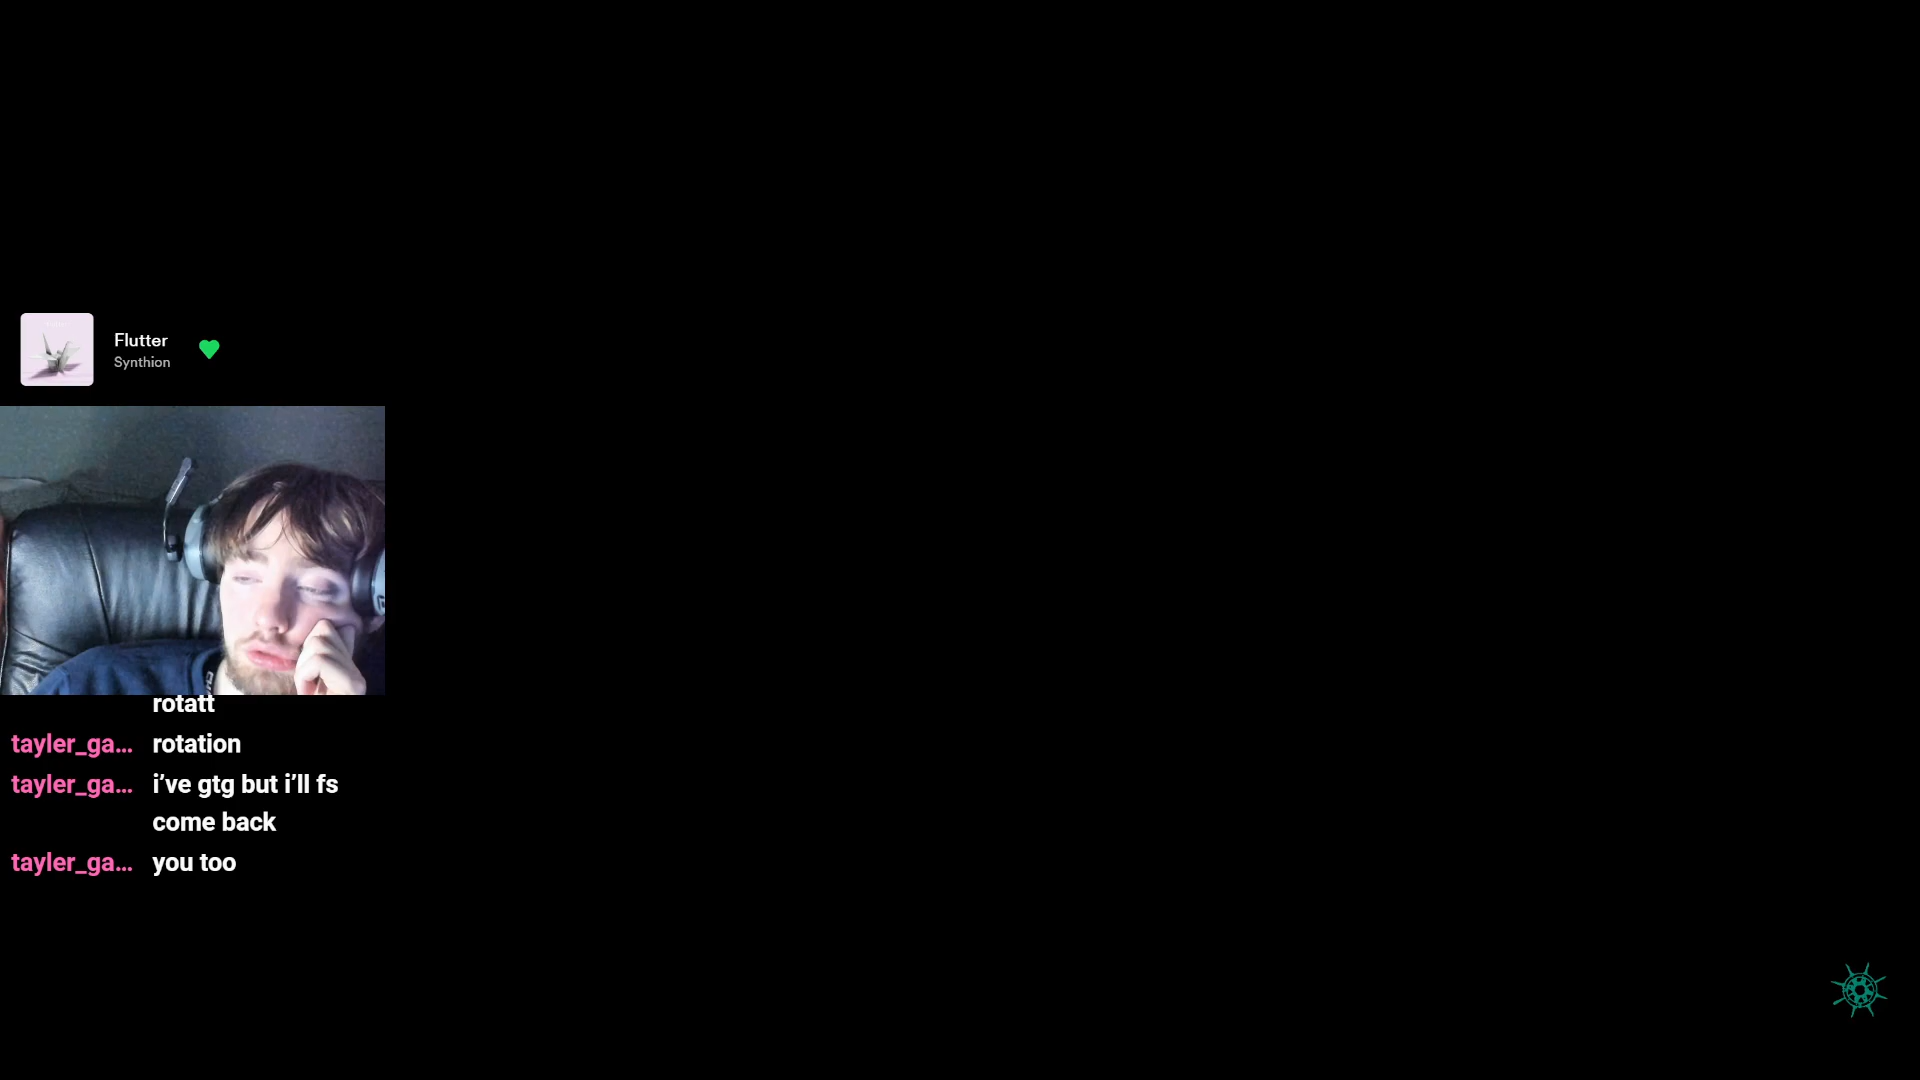 Flutter
Synthion
rotatt
tayler_ga... rotation
tayler_ga... i've gtg but i'll fs
come back
tayler_ga... you too